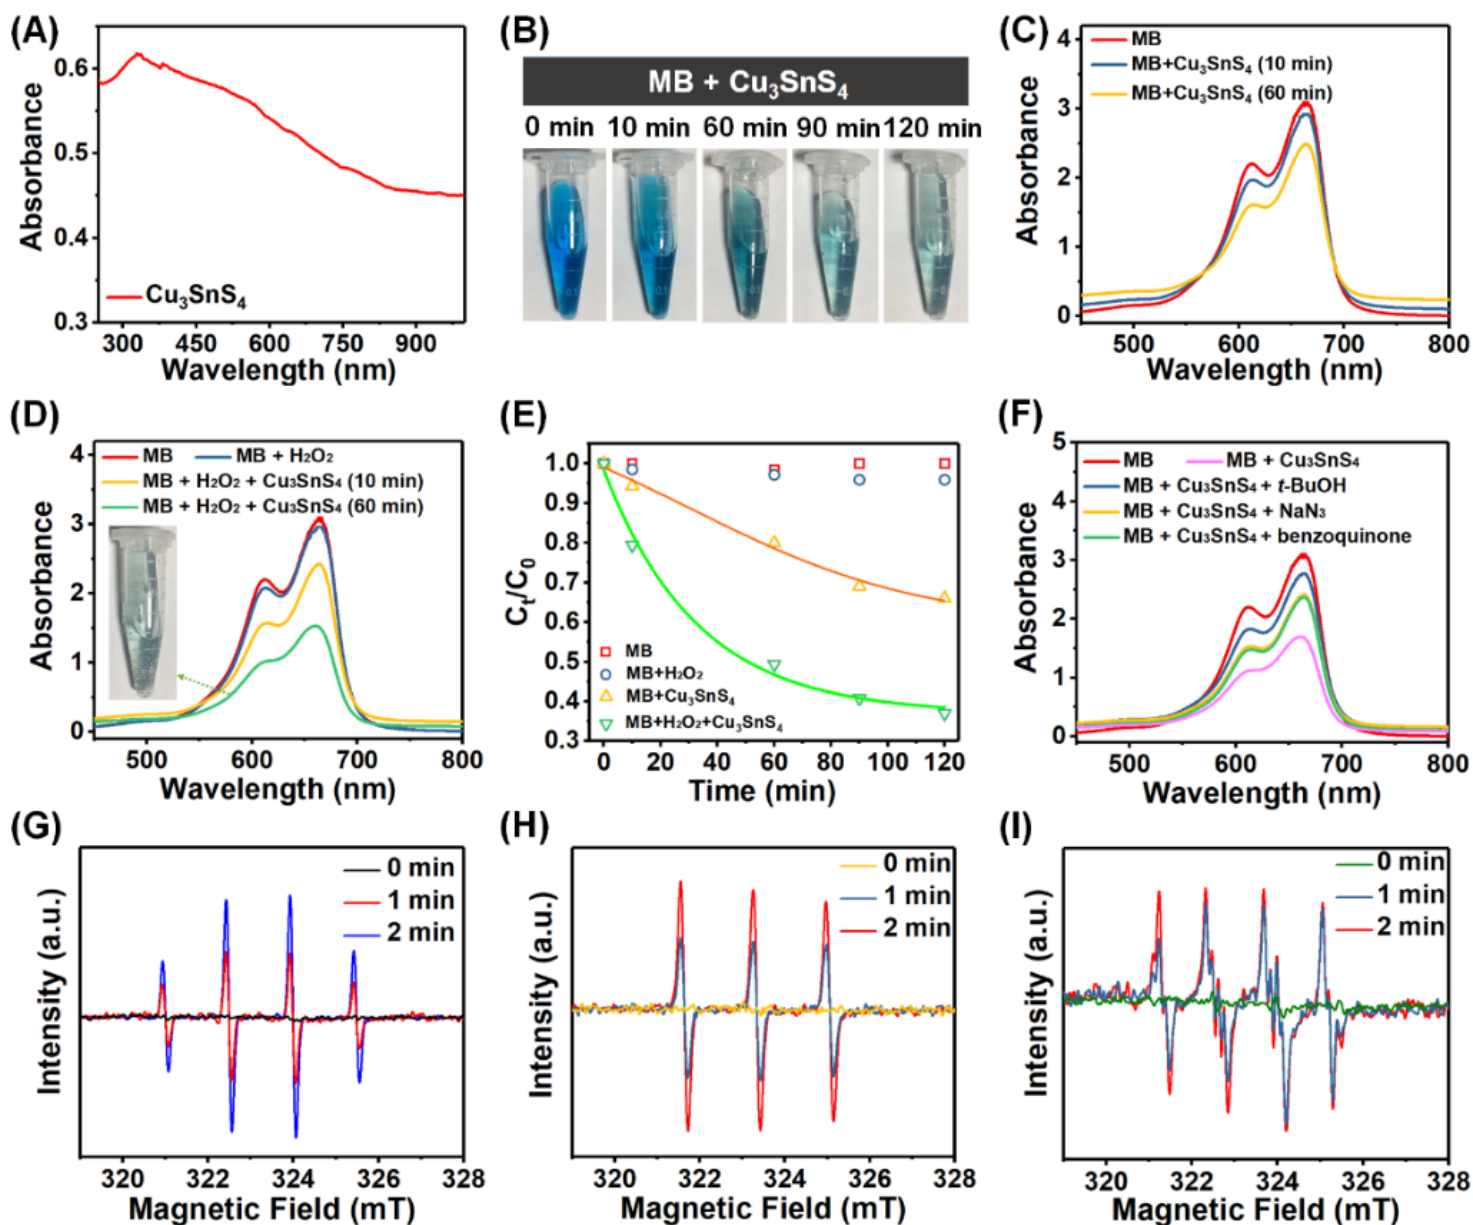 (A)
Absorbance
0.6
0.5
0.4
0.3
Cu₃SnS₄
300 450 600 750 900
Wavelength (nm)
(B)
MB + Cu₃SnS₄
0 min 10 min 60 min 90 min 120 min
(C)
Absorbance
4
3
2
1
0
MB
MB+Cu₃SnS₄ (10 min)
MB+Cu₃SnS₄ (60 min)
500 600 700 800
Wavelength (nm)
(D)
Absorbance
4
3
2
1
0
MB MB + H₂O₂
MB + H₂O₂ + Cu₃SnS₄ (10 min)
MB + H₂O₂ + Cu₃SnS₄ (60 min)
500 600 700 800
Wavelength (nm)
(E)
Cₜ/C₀
1.0
0.9
0.8
0.7
0.6
0.5
0.4
0.3
MB
MB+H₂O₂
MB+Cu₃SnS₄
MB+H₂O₂+Cu₃SnS₄
0 20 40 60 80 100 120
Time (min)
(F)
Absorbance
5
4
3
2
1
0
MB MB + Cu₃SnS₄
MB + Cu₃SnS₄ + t-BuOH
MB + Cu₃SnS₄ + NaN₃
MB + Cu₃SnS₄ + benzoquinone
500 600 700 800
Wavelength (nm)
(G)
Intensity (a.u.)
0 min
1 min
2 min
320 322 324 326 328
Magnetic Field (mT)
(H)
Intensity (a.u.)
0 min
1 min
2 min
320 322 324 326 328
Magnetic Field (mT)
(I)
Intensity (a.u.)
0 min
1 min
2 min
320 322 324 326 328
Magnetic Field (mT)